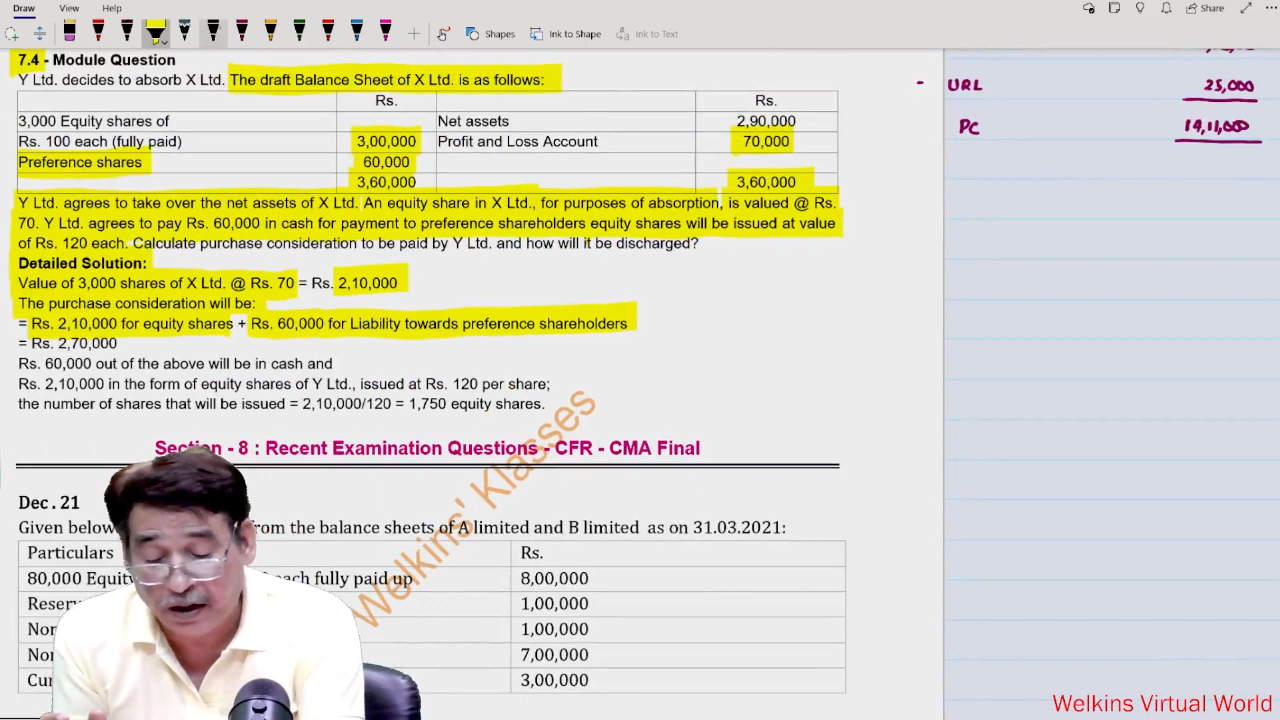 Draw View Help
Share
Shapes Ink to Shape Ink to Text
7.4 - Module Question
Y Ltd. decides to absorb X Ltd. The draft Balance Sheet of X Ltd. is as follows:
Rs. Rs.
3,000 Equity shares of Net assets 2,90,000
Rs. 100 each (fully paid) 3,00,000 Profit and Loss Account 70,000
Preference shares 60,000
3,60,000 3,60,000
Y Ltd. agrees to take over the net assets of X Ltd. An equity share in X Ltd., for purposes of absorption, is valued @ Rs.
70. Y Ltd. agrees to pay Rs. 60,000 in cash for payment to preference shareholders equity shares will be issued at value
of Rs. 120 each. Calculate purchase consideration to be paid by Y Ltd. and how will it be discharged?
Detailed Solution:
Value of 3,000 shares of X Ltd. @ Rs. 70 = Rs. 2,10,000
The purchase consideration will be:
= Rs. 2,10,000 for equity shares + Rs. 60,000 for Liability towards preference shareholders
= Rs. 2,70,000
Rs. 60,000 out of the above will be in cash and
Rs. 2,10,000 in the form of equity shares of Y Ltd., issued at Rs. 120 per share;
the number of shares that will be issued = 2,10,000/120 = 1,750 equity shares.
Section - 8 : Recent Examination Questions - CFR - CMA Final
Dec . 21
Given below from the balance sheets of A limited and B limited as on 31.03.2021:
Particulars Rs.
80,000 each fully paid up 8,00,000
1,00,000
1,00,000
7,00,000
3,00,000
Welkins' Klasses
- URL 25,000
PC 19,11,000
Welkins Virtual World